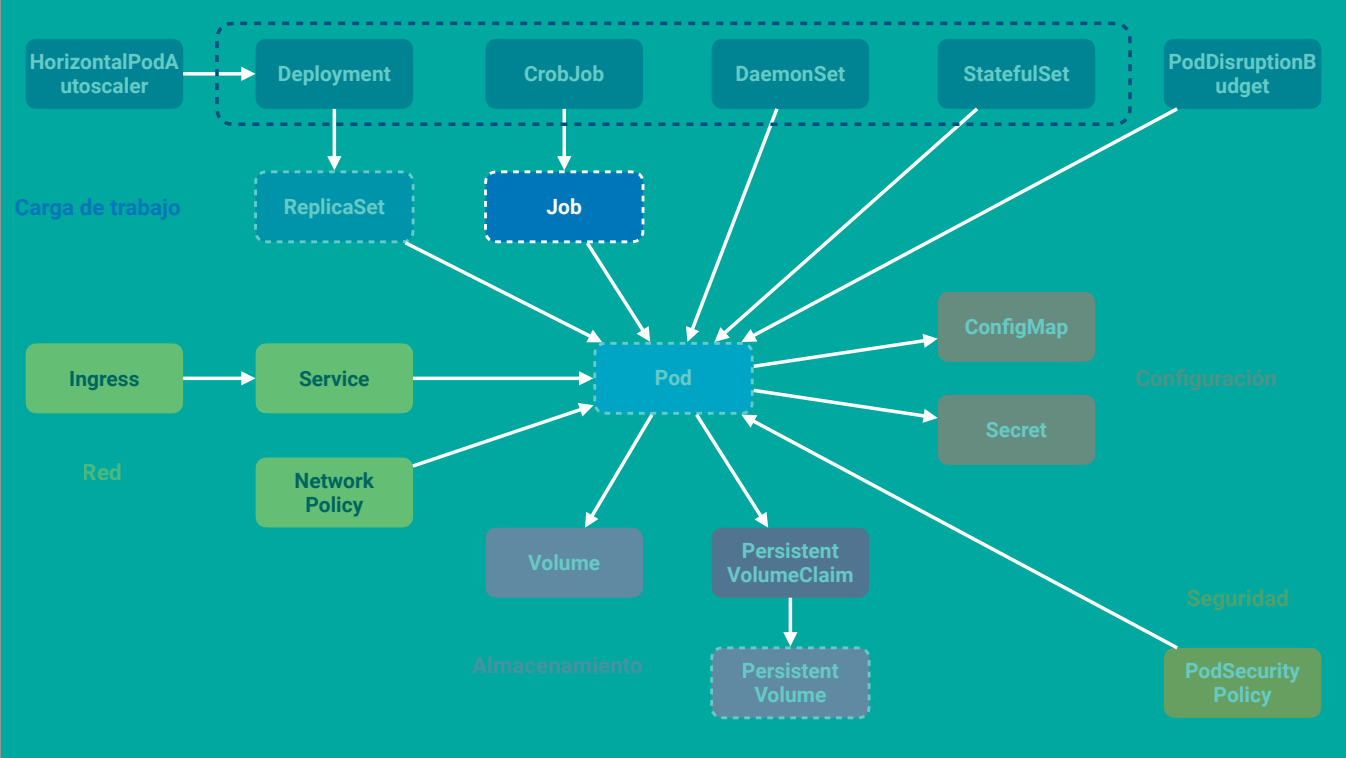 HorizontalPodA
utoscaler
Deployment
CrobJob
DaemonSet
StatefulSet
PodDisruptionB
udget
Carga de trabajo
ReplicaSet
Job
ConfigMap
Ingress
Service
Pod
Configuración
Secret
Red
Network
Policy
Volume
Persistent
VolumeClaim
Seguridad
Almacenamiento
Persistent
Volume
PodSecurity
Policy